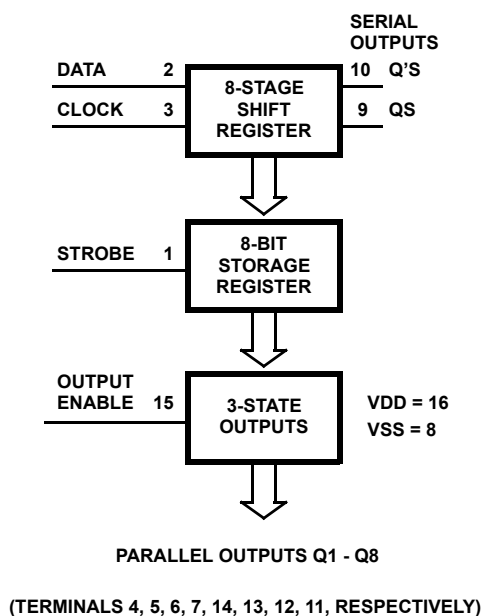 SERIAL
OUTPUTS
DATA 2
10 Q'S
CLOCK 3
9 QS
8-STAGE
SHIFT
REGISTER
STROBE 1
8-BIT
STORAGE
REGISTER
OUTPUT
ENABLE 15
3-STATE
OUTPUTS
VDD = 16
VSS = 8
PARALLEL OUTPUTS Q1 - Q8
(TERMINALS 4, 5, 6, 7, 14, 13, 12, 11, RESPECTIVELY)